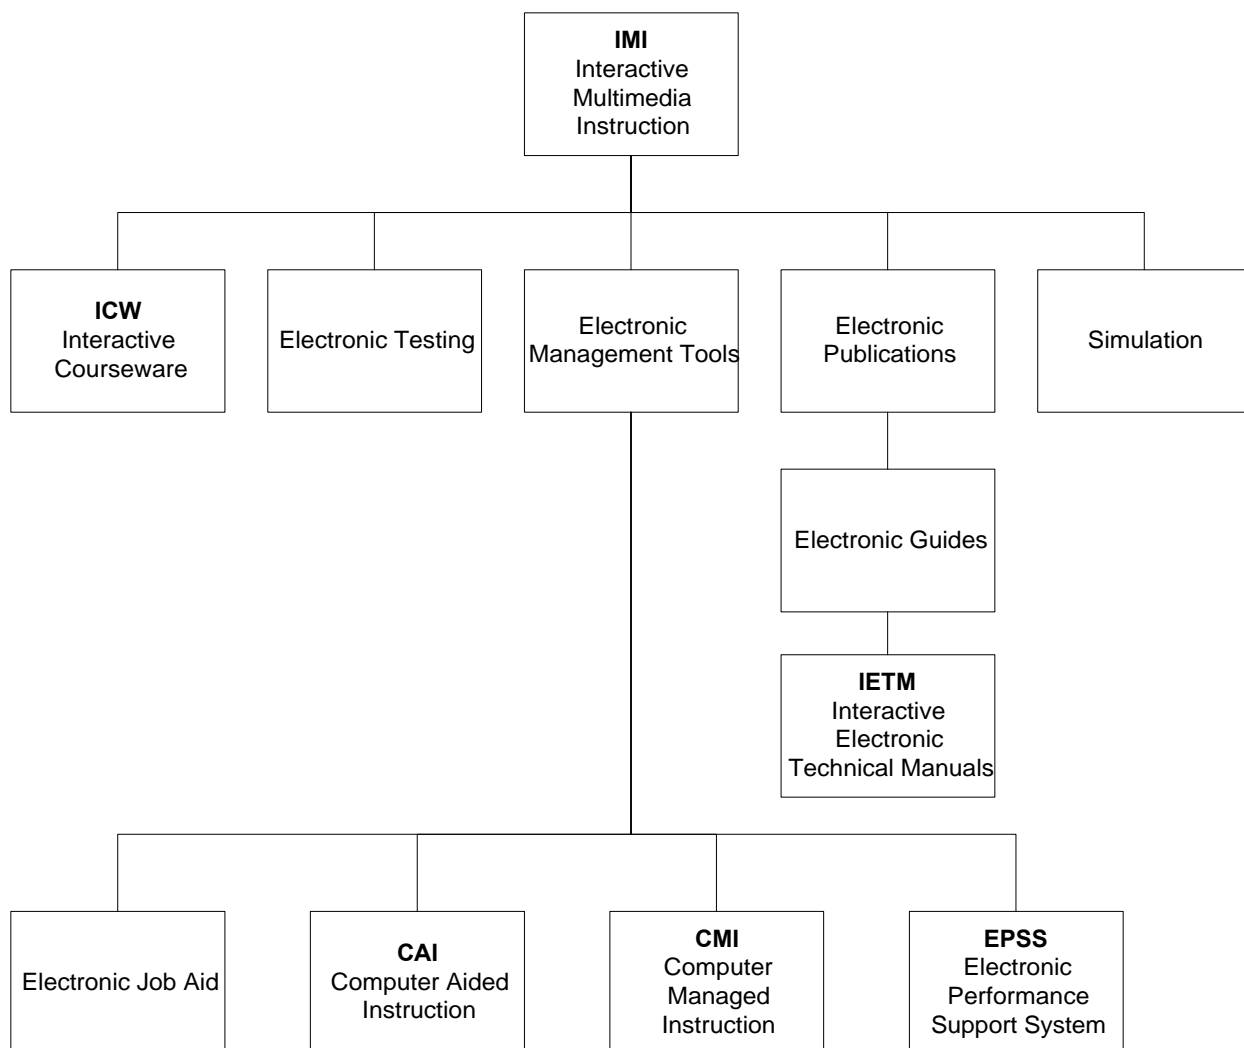 IMI
Interactive
Multimedia
Instruction
ICW
Interactive
Courseware
Electronic Testing
Electronic
Management Tools
Electronic
Publications
Simulation
Electronic Guides
IETM
Interactive
Electronic
Technical Manuals
Electronic Job Aid
CAI
Computer Aided
Instruction
CMI
Computer
Managed
Instruction
EPSS
Electronic
Performance
Support System